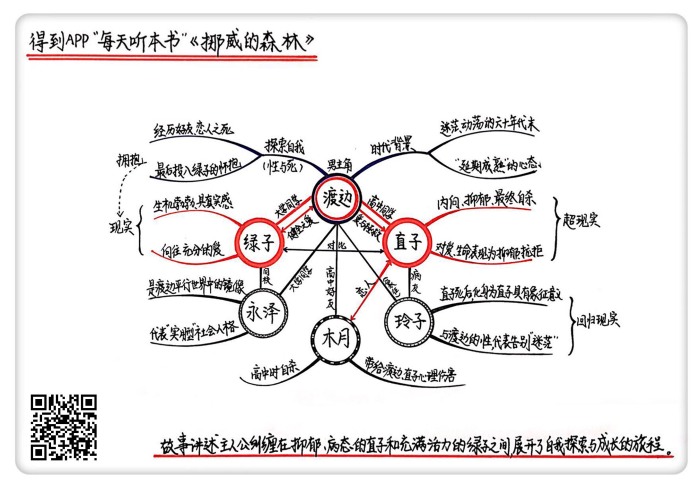 得到APP"每天听本书"《挪威的森林》
经历好友,恋人之死
探索自我
(性与死)
最后投入绿子的怀抱
拥抱
现实
男主角
时代背景
迷茫动荡的六十年代末
"延期成熟"的心态
渡边
生机勃勃,具有实感
向往充分的爱
绿子
大学同学
高中同学
直子
内向、抑郁、最终自杀
超现实
对爱、生命表现为抑郁、抗拒
对比
同校
大学同学
高中好友
恋人
病友
是渡边平行世界中的镜像
代表"实用型"社会人格
永泽
木月
高中时自杀
带给渡边,直子心理伤害
玲子
直子死后化身为直子具有象征意义
与渡边的性,代表告别"迷茫"
回归现实
故事讲述主人公纠缠在抑郁、病态的直子和充满活力的绿子之间,展开了自我探索与成长的旅程。